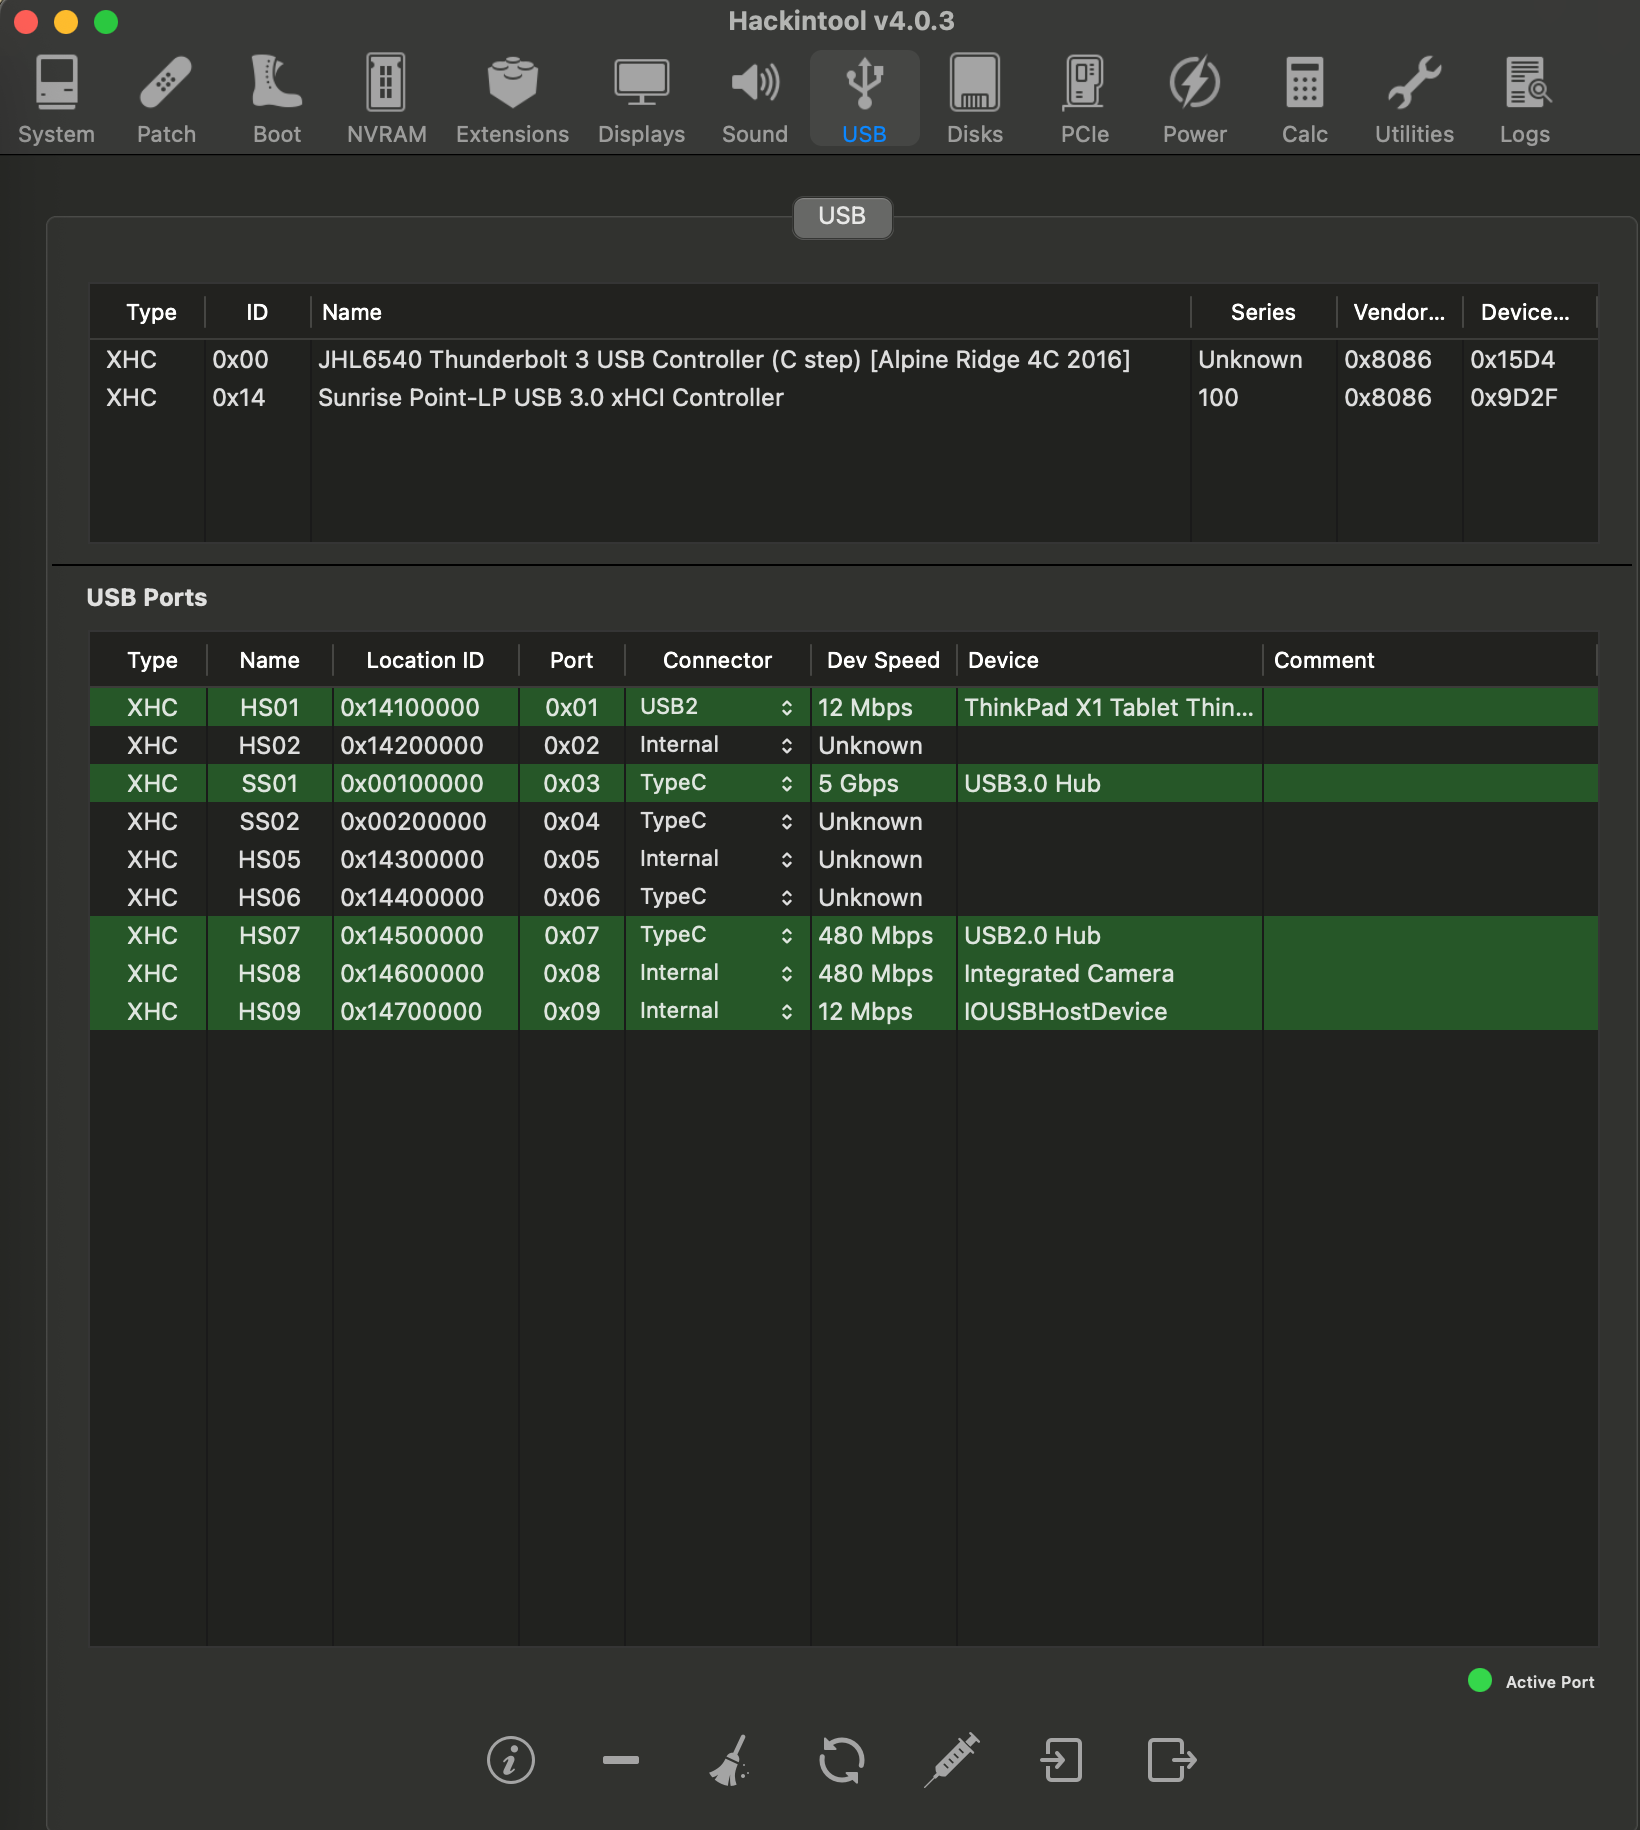 Hackintool v4.0.3
System Patch Boot NVRAM Extensions Displays Sound USB Disks PCIe Power Calc Utilities Logs
USB
Type ID Name Series Vendor... Device...
XHC 0x00 JHL6540 Thunderbolt 3 USB Controller (C step) [Alpine Ridge 4C 2016] Unknown 0x8086 0x15D4
XHC 0x14 Sunrise Point-LP USB 3.0 xHCI Controller 100 0x8086 0x9D2F
USB Ports
Type Name Location ID Port Connector Dev Speed Device Comment
XHC HS01 0x14100000 0x01 USB2 12 Mbps ThinkPad X1 Tablet Thin...
XHC HS02 0x14200000 0x02 Internal Unknown
XHC SS01 0x00100000 0x03 TypeC 5 Gbps USB3.0 Hub
XHC SS02 0x00200000 0x04 TypeC Unknown
XHC HS05 0x14300000 0x05 Internal Unknown
XHC HS06 0x14400000 0x06 TypeC Unknown
XHC HS07 0x14500000 0x07 TypeC 480 Mbps USB2.0 Hub
XHC HS08 0x14600000 0x08 Internal 480 Mbps Integrated Camera
XHC HS09 0x14700000 0x09 Internal 12 Mbps IOUSBHostDevice
Active Port